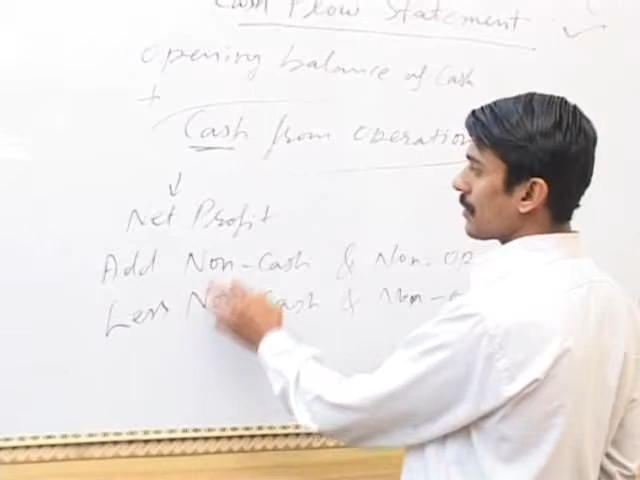 Cash Flow Statement
Opening balance of Cash
+
Cash from operation
↓
Net Profit
Add Non-Cash & Non-op
Less Non-Cash & Non-